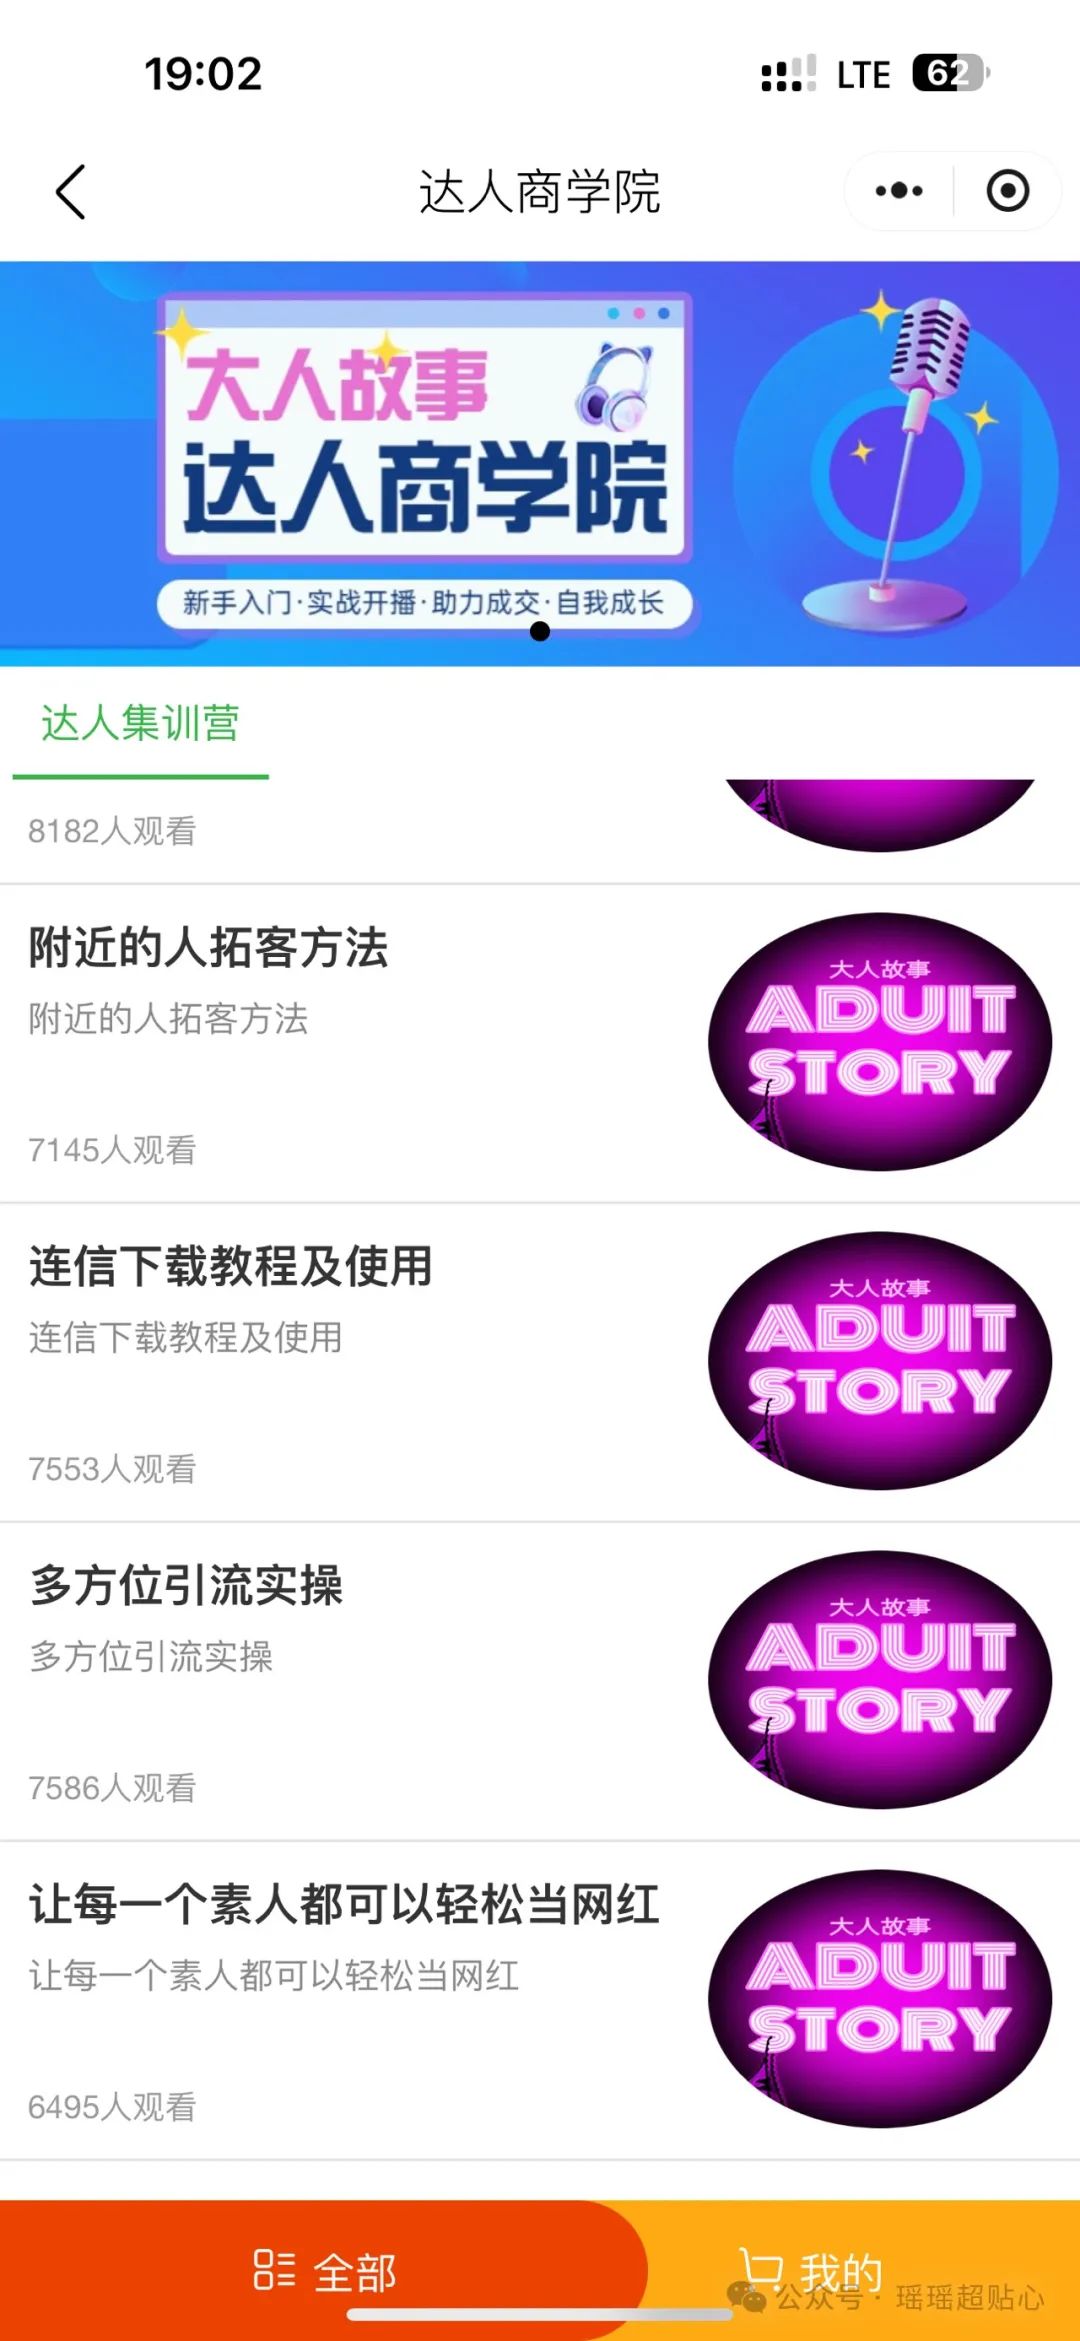 19:02
LTE 62
达人商学院
大人故事
达人商学院
新手入门·实战开播·助力成交·自我成长
达人集训营
8182人观看
附近的人拓客方法
附近的人拓客方法
7145人观看
大人故事
ADUIT
STORY
连信下载教程及使用
连信下载教程及使用
7553人观看
大人故事
ADUIT
STORY
多方位引流实操
多方位引流实操
7586人观看
大人故事
ADUIT
STORY
让每一个素人都可以轻松当网红
让每一个素人都可以轻松当网红
6495人观看
大人故事
ADUIT
STORY
全部
我的
公众号·瑶瑶超贴心